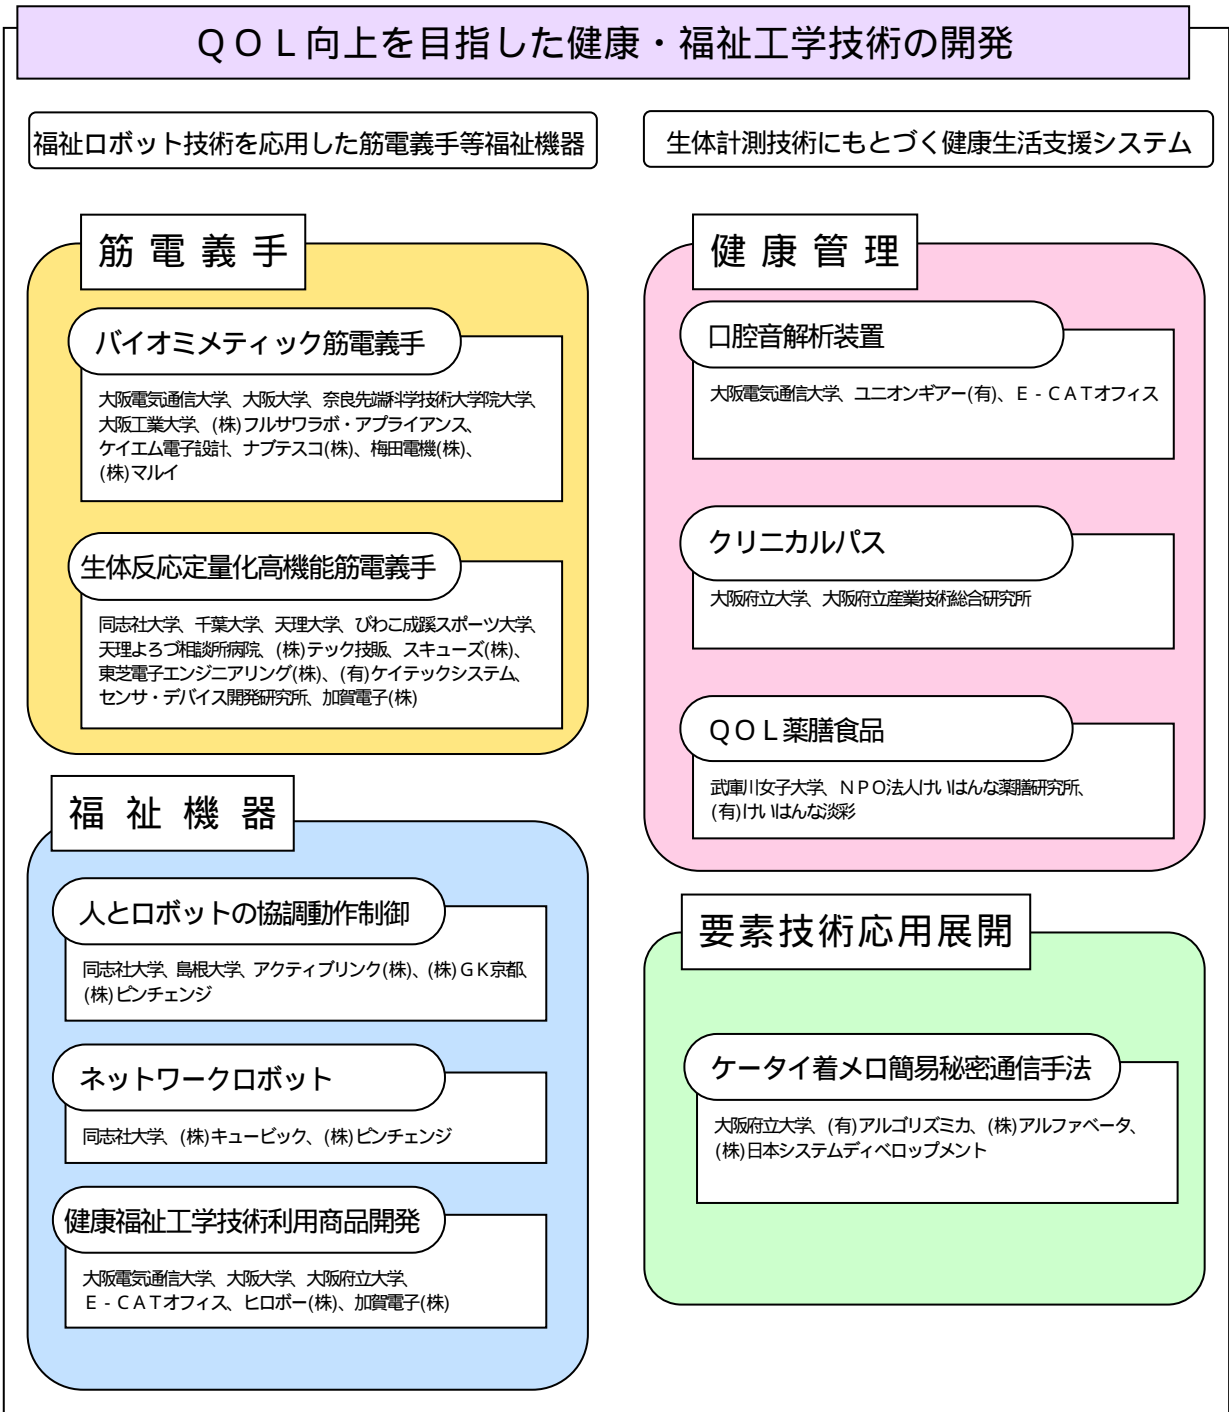 QOL向上を目指した健康・福祉工学技術の開発
福祉ロボット技術を応用した筋電義手等福祉機器
筋電義手
バイオミメティック筋電義手
大阪電気通信大学、大阪大学、奈良先端科学技術大学院大学、
大阪工業大学、(株)フルサワラボ・アプライアンス、
ケイエム電子設計、ナブテスコ(株)、梅田電機(株)、
(株)マルイ
生体反応定量化高機能筋電義手
同志社大学、千葉大学、天理大学、びわこ成蹊スポーツ大学、
天理よろづ相談所病院、(株)テック技販、スキューズ(株)、
東芝電子エンジニアリング(株)、(有)ケイテックシステム、
センサ・デバイス開発研究所、加賀電子(株)
福祉機器
人とロボットの協調動作制御
同志社大学、島根大学、アクティブリンク(株)、(株)GK京都、
(株)ピンチェンジ
ネットワークロボット
同志社大学、(株)キュービック、(株)ピンチェンジ
健康福祉工学技術利用商品開発
大阪電気通信大学、大阪大学、大阪府立大学、
E-CATオフィス、ヒロボー(株)、加賀電子(株)
生体計測技術にもとづく健康生活支援システム
健康管理
口腔音解析装置
大阪電気通信大学、ユニオンギアー(有)、E-CATオフィス
クリニカルパス
大阪府立大学、大阪府立産業技術総合研究所
QOL薬膳食品
武庫川女子大学、NPO法人けいはんな薬膳研究所、
(有)けいはんな淡彩
要素技術応用展開
ケータイ着メロ簡易秘密通信手法
大阪府立大学、(有)アルゴリズミカ、(株)アルファベータ、
(株)日本システムディベロップメント